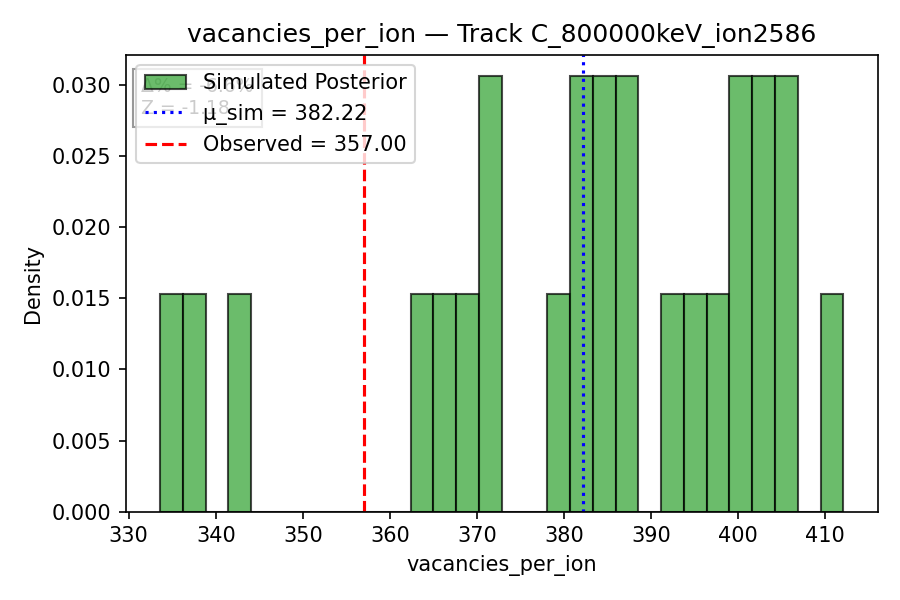 vacancies_per_ion — Track C_800000keV_ion2586
Simulated Posterior
μ_sim = 382.22
Observed = 357.00
Z = -1.18
Density
0.030
0.025
0.020
0.015
0.010
0.005
0.000
330 340 350 360 370 380 390 400 410
vacancies_per_ion